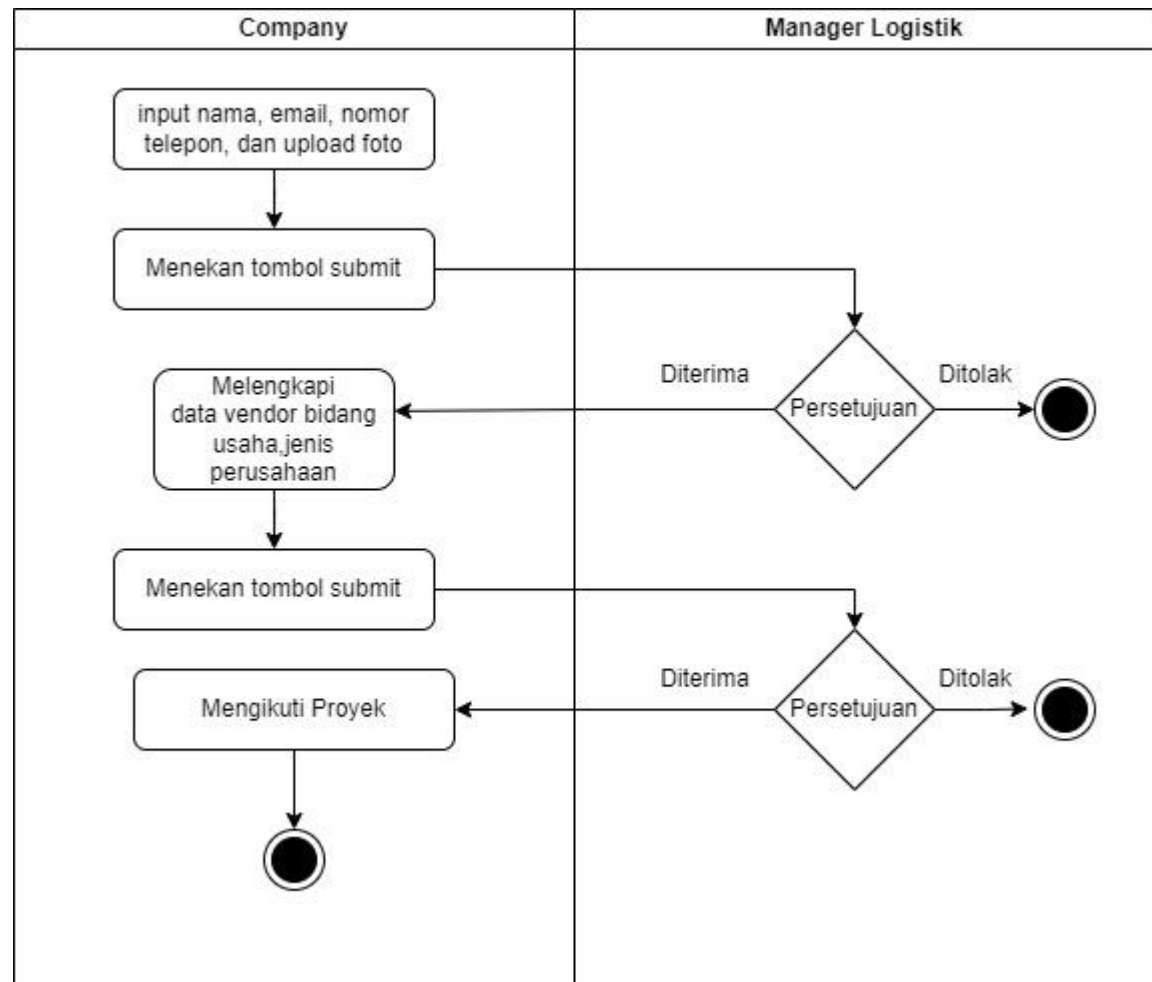 Company
Manager Logistik
input nama, email, nomor
telepon, dan upload foto
Menekan tombol submit
Diterima
Persetujuan
Ditolak
Melengkapi
data vendor bidang
usaha,jenis
perusahaan
Menekan tombol submit
Diterima
Persetujuan
Ditolak
Mengikuti Proyek